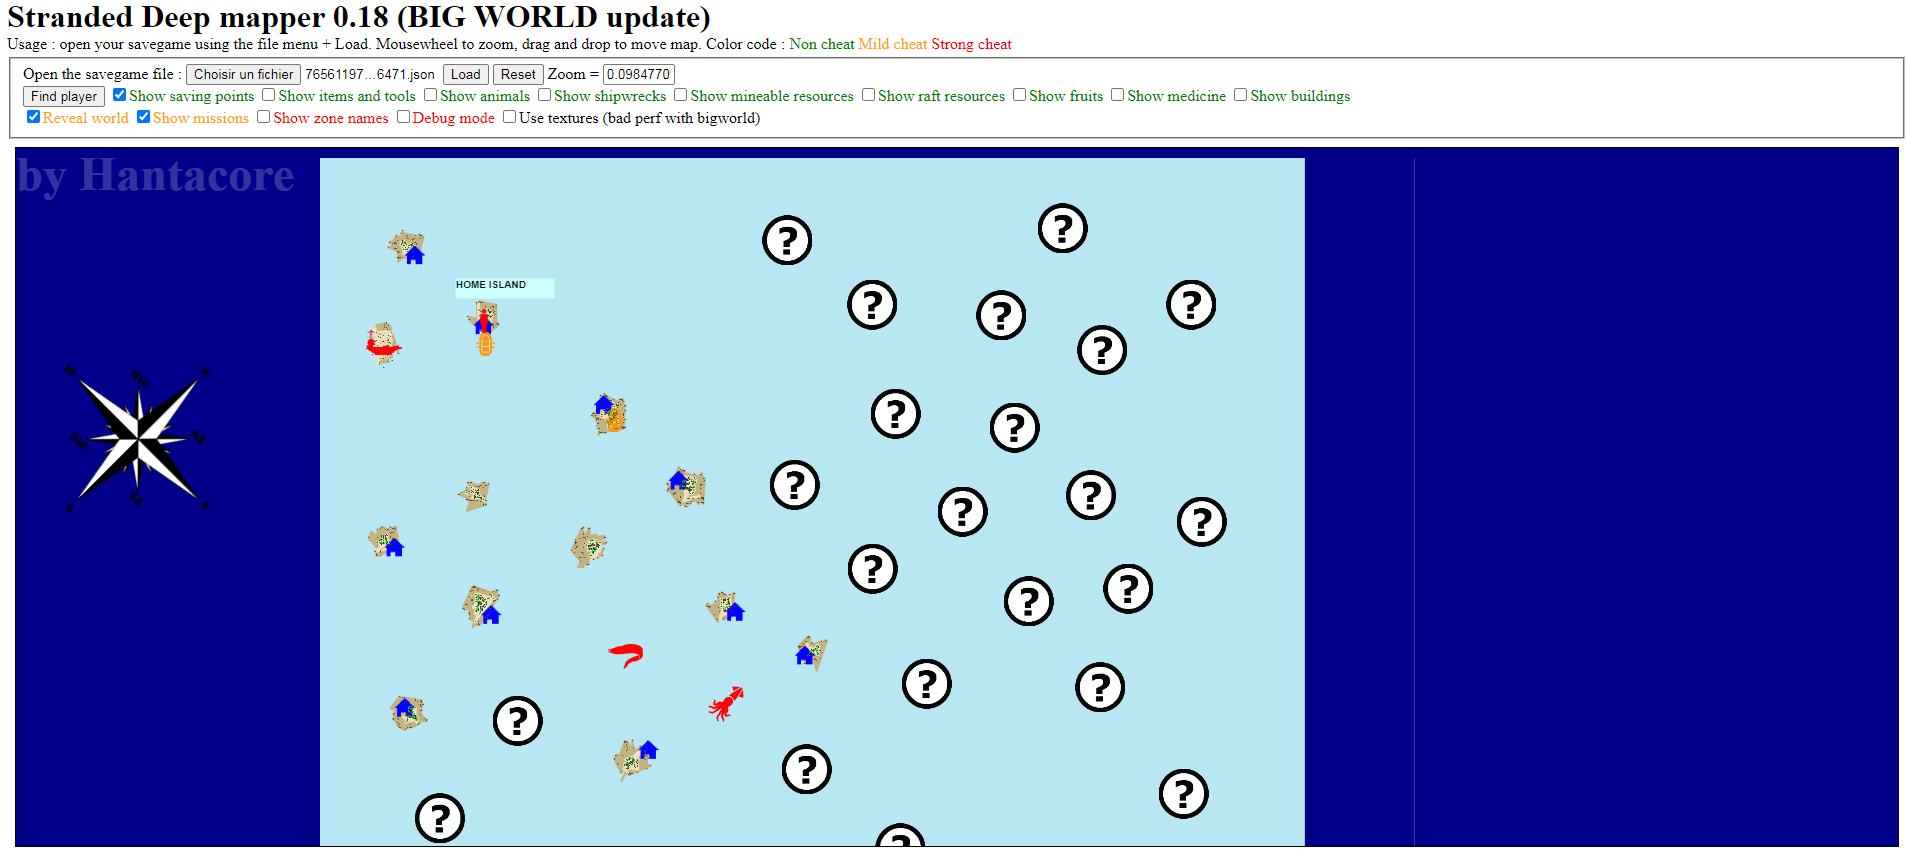 Stranded Deep mapper 0.18 (BIG WORLD update)
Usage : open your savegame using the file menu + Load. Mousewheel to zoom, drag and drop to move map. Color code : Non cheat Mild cheat Strong cheat
Open the savegame file : Choisir un fichier 76561197...6471.json Load Reset Zoom = 0.0984770
Find player Show saving points Show items and tools Show animals Show shipwrecks Show mineable resources Show raft resources Show fruits Show medicine Show buildings
Reveal world Show missions Show zone names Debug mode Use textures (bad perf with bigworld)
by Hantacore
?
?
HOME ISLAND
?
?
?
?
W
NW
N
?
?
SW
NE
?
?
?
?
S
SE
E
?
?
?
?
?
?
?
?
?
?